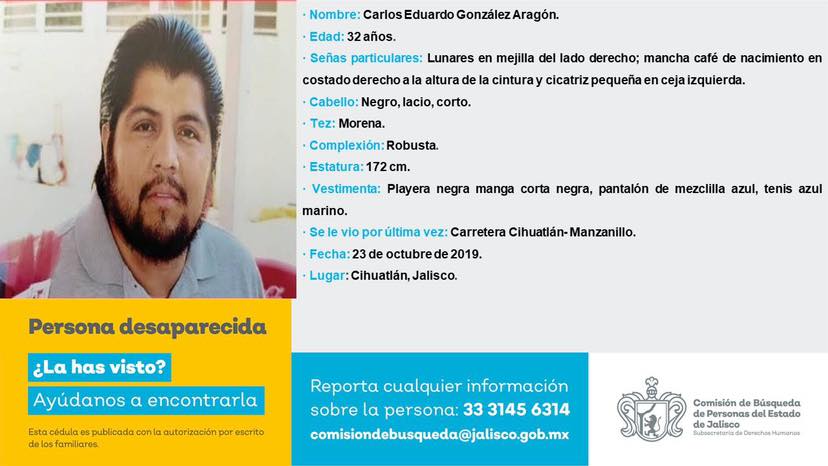 · Nombre: Carlos Eduardo González Aragón.
· Edad: 32 años.
· Señas particulares: Lunares en mejilla del lado derecho; mancha café de nacimiento en
costado derecho a la altura de la cintura y cicatriz pequeña en ceja izquierda.
· Cabello: Negro, lacio, corto.
· Tez: Morena.
· Complexión: Robusta.
· Estatura: 172 cm.
· Vestimenta: Playera negra manga corta negra, pantalón de mezclilla azul, tenis azul
marino.
· Se le vio por última vez: Carretera Cihuatlán- Manzanillo.
· Fecha: 23 de octubre de 2019.
· Lugar: Cihuatlán, Jalisco.
Persona desaparecida
¿La has visto?
Ayúdanos a encontrarla
Esta cédula es publicada con la autorización por escrito
de los familiares.
Reporta cualquier información
sobre la persona: 33 3145 6314
comisiondebusqueda@jalisco.gob.mx
Comisión de Búsqueda
de Personas del Estado
de Jalisco
Subsecretaría de Derechos Humanos